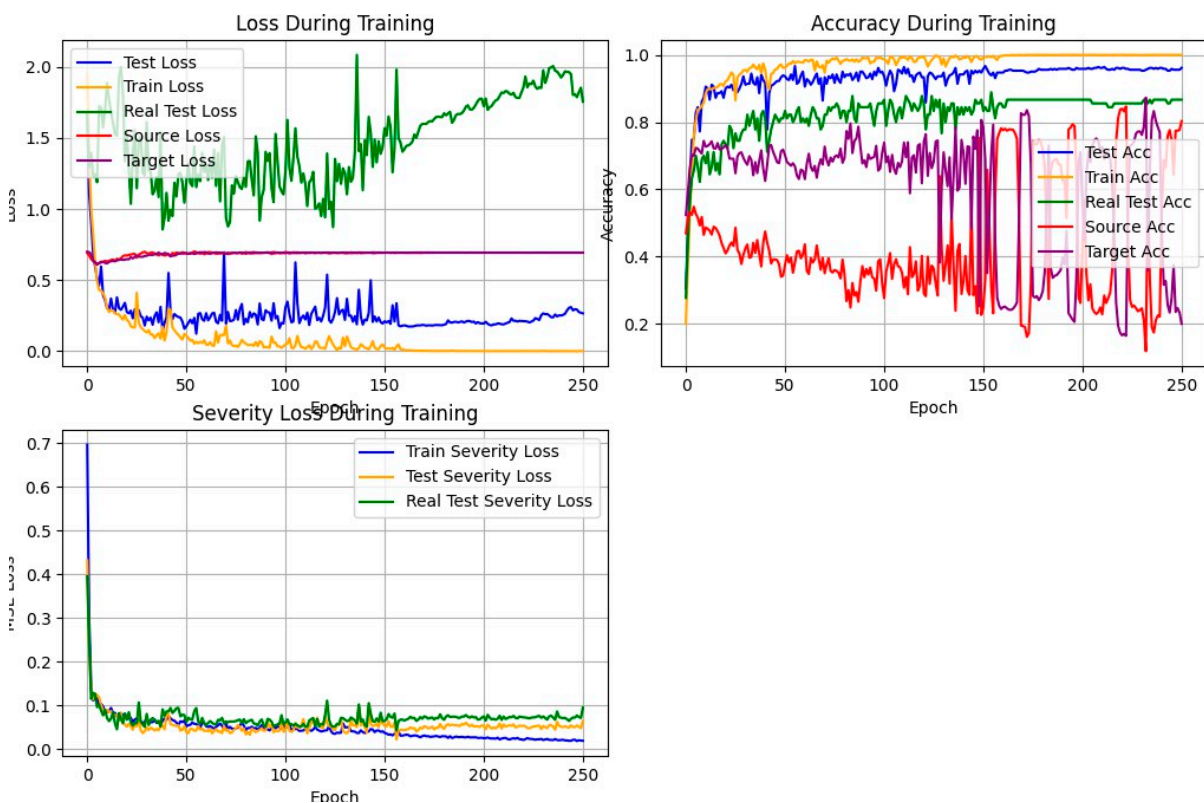 Loss During Training
2.0
1.5
1.0
0.5
0.0
Loss
Test Loss
Train Loss
Real Test Loss
Source Loss
Target Loss
0 50 100 150 200 250
Epoch
Accuracy During Training
1.0
0.8
0.6
0.4
0.2
Accuracy
Test Acc
Train Acc
Real Test Acc
Source Acc
Target Acc
0 50 100 150 200 250
Epoch
Severity Loss During Training
0.7
0.6
0.5
0.4
0.3
0.2
0.1
0.0
MSE Loss
Train Severity Loss
Test Severity Loss
Real Test Severity Loss
0 50 100 150 200 250
Epoch